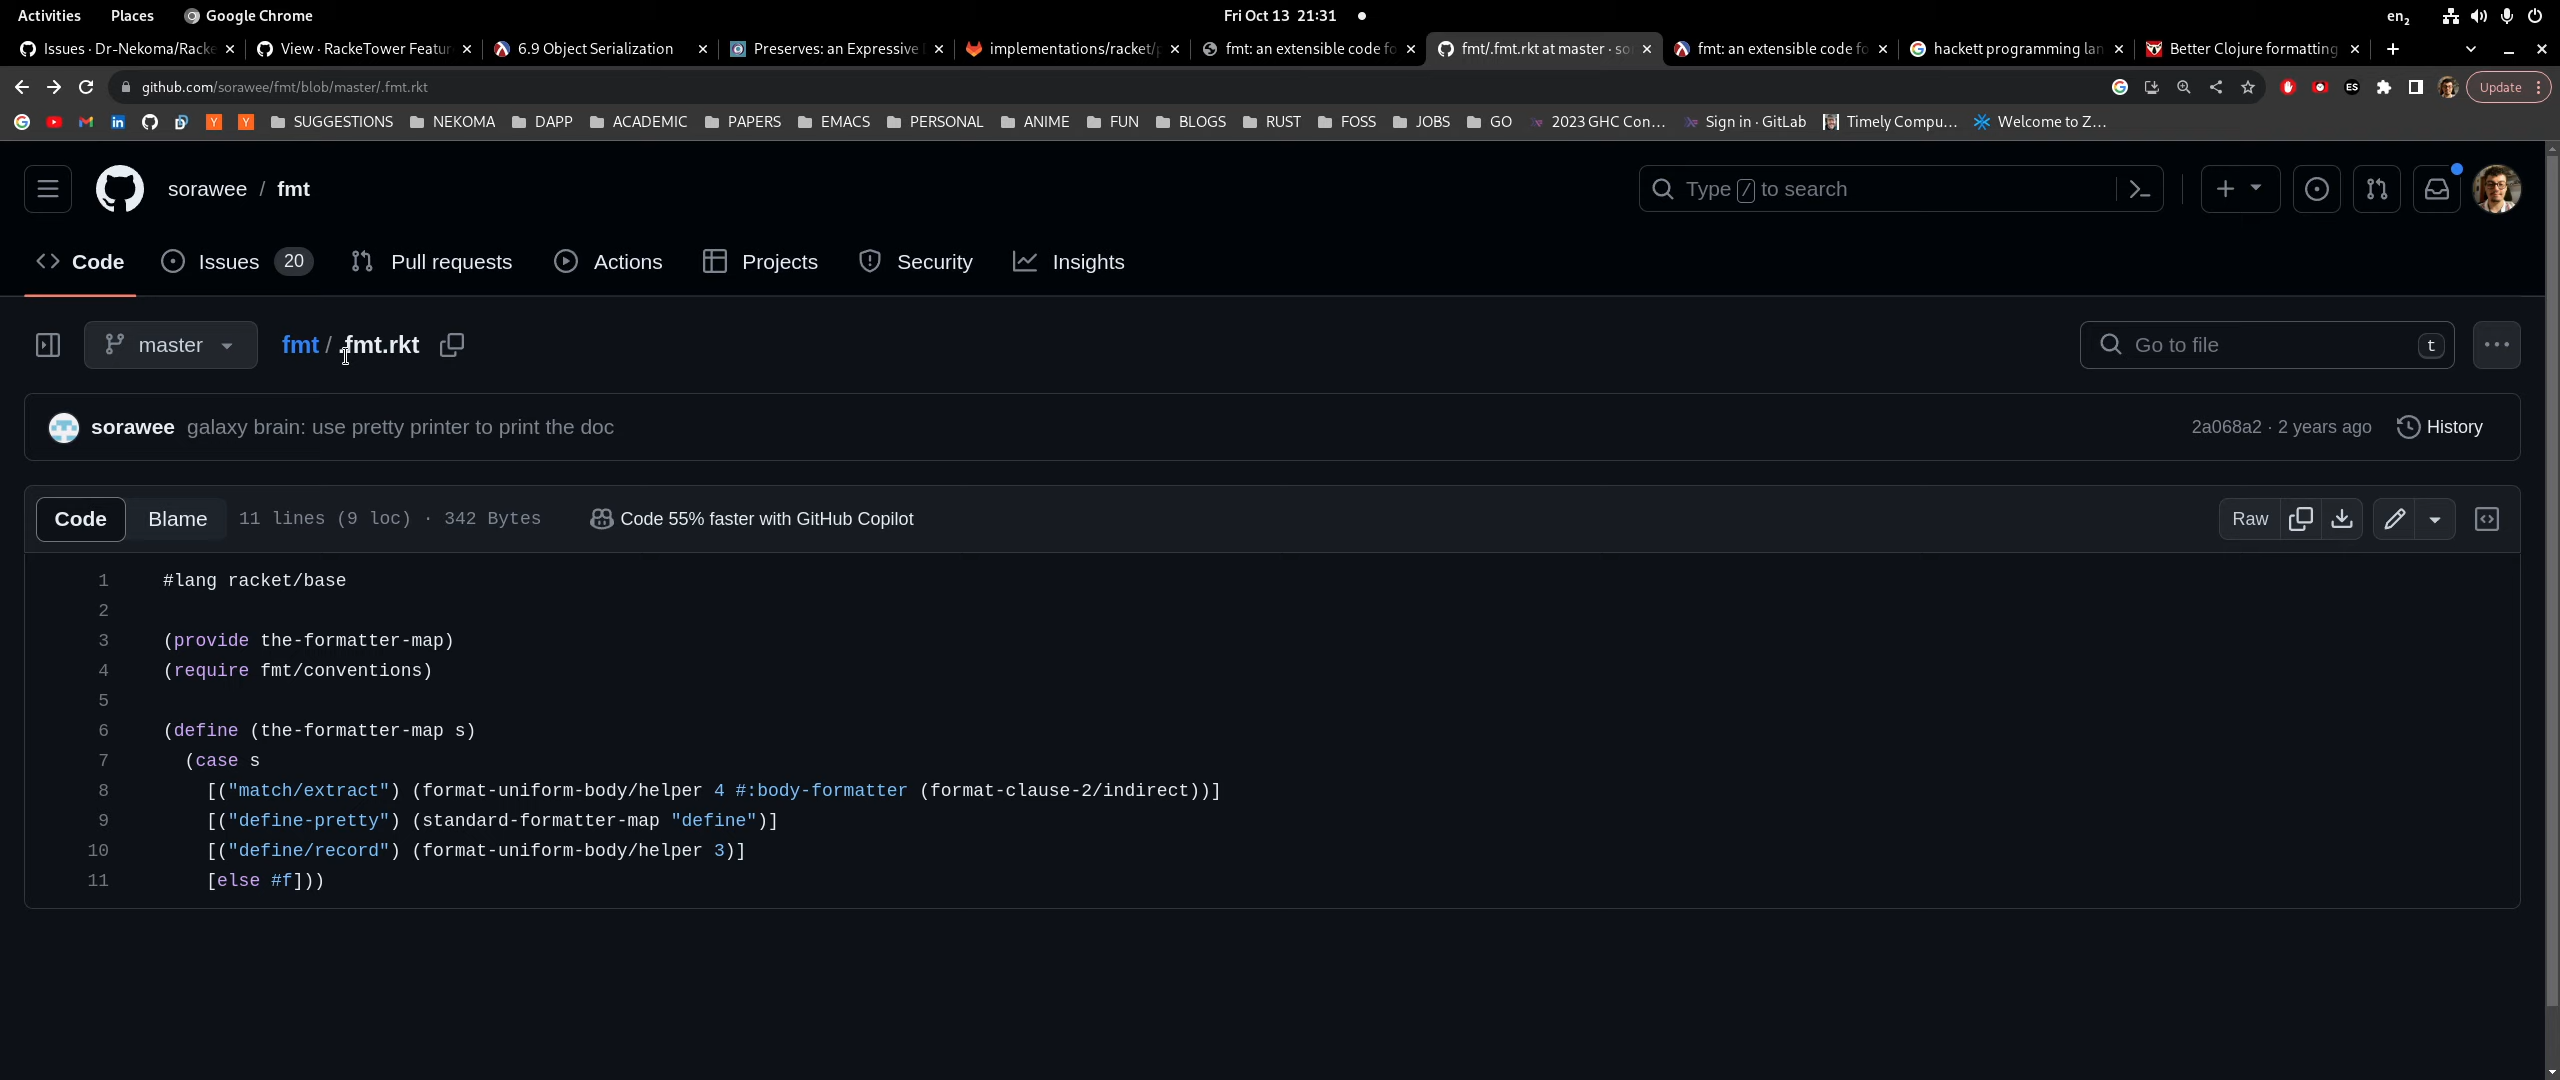 Activities Places Google Chrome Fri Oct 13 21:31 en2
Issues · Dr-Nekoma/Racke View · RackeTower Featur 6.9 Object Serialization Preserves: an Expressive implementations/racket/p fmt: an extensible code fo fmt/.fmt.rkt at master · so fmt: an extensible code fo hackett programming lan Better Clojure formatting
github.com/sorawee/fmt/blob/master/.fmt.rkt ES Update
SUGGESTIONS NEKOMA DAPP ACADEMIC PAPERS EMACS PERSONAL ANIME FUN BLOGS RUST FOSS JOBS GO 2023 GHC Con... Sign in · GitLab Timely Compu... Welcome to Z...
sorawee / fmt Type / to search
Code Issues 20 Pull requests Actions Projects Security Insights
master fmt / .fmt.rkt Go to file t
sorawee galaxy brain: use pretty printer to print the doc 2a068a2 · 2 years ago History
Code Blame 11 lines (9 loc) · 342 Bytes Code 55% faster with GitHub Copilot Raw
1 #lang racket/base
2
3 (provide the-formatter-map)
4 (require fmt/conventions)
5
6 (define (the-formatter-map s)
7 (case s
8 [("match/extract") (format-uniform-body/helper 4 #:body-formatter (format-clause-2/indirect))]
9 [("define-pretty") (standard-formatter-map "define")]
10 [("define/record") (format-uniform-body/helper 3)]
11 [else #f]))